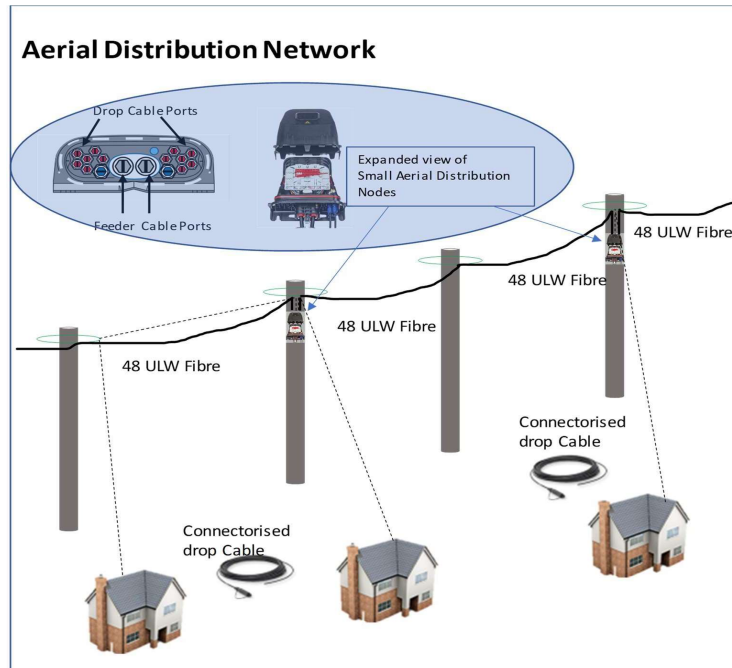 Aerial Distribution Network
Drop Cable Ports
Feeder Cable Ports
Expanded view of
Small Aerial Distribution
Nodes
48 ULW Fibre
48 ULW Fibre
48 ULW Fibre
48 ULW Fibre
Connectorised
drop Cable
Connectorised
drop Cable